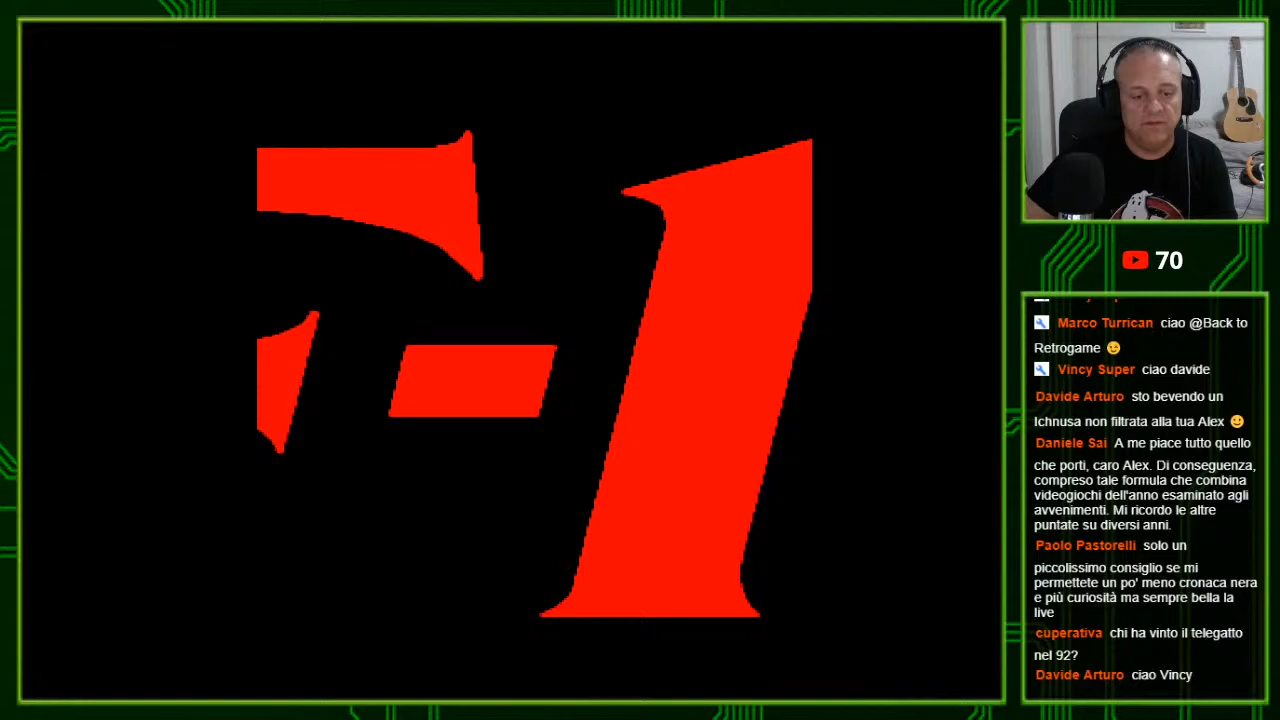 F-1
70
Marco Turrican ciao @Back to
Retrogame 😉
Vincy Super ciao davide
Davide Arturo sto bevendo un
Ichnusa non filtrata alla tua Alex 🙂
Daniele Sai A me piace tutto quello
che porti, caro Alex. Di conseguenza,
compreso tale formula che combina
videogiochi dell'anno esaminato agli
avvenimenti. Mi ricordo le altre
puntate su diversi anni.
Paolo Pastorelli solo un
piccolissimo consiglio se mi
permettete un po' meno cronaca nera
e più curiosità ma sempre bella la
live
cuperativa chi ha vinto il telegatto
nel 92?
Davide Arturo ciao Vincy